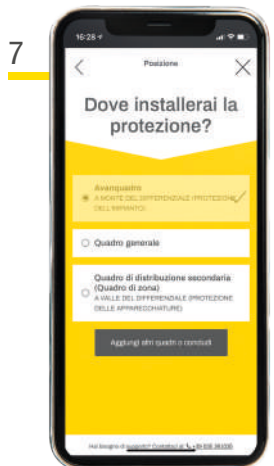 7
16:28
Posizione
Dove installerai la
protezione?
Avanquadro
A MONTE DEL DIFFERENZIALE (PROTEZIONE
DELL'IMPIANTO)
Quadro generale
Quadro di distribuzione secondaria
(Quadro di zona)
A VALLE DEL DIFFERENZIALE (PROTEZIONE
DELLE APPARECCHIATURE)
Aggiungi altri quadri o concludi
Hai bisogno di supporto? Contattaci al